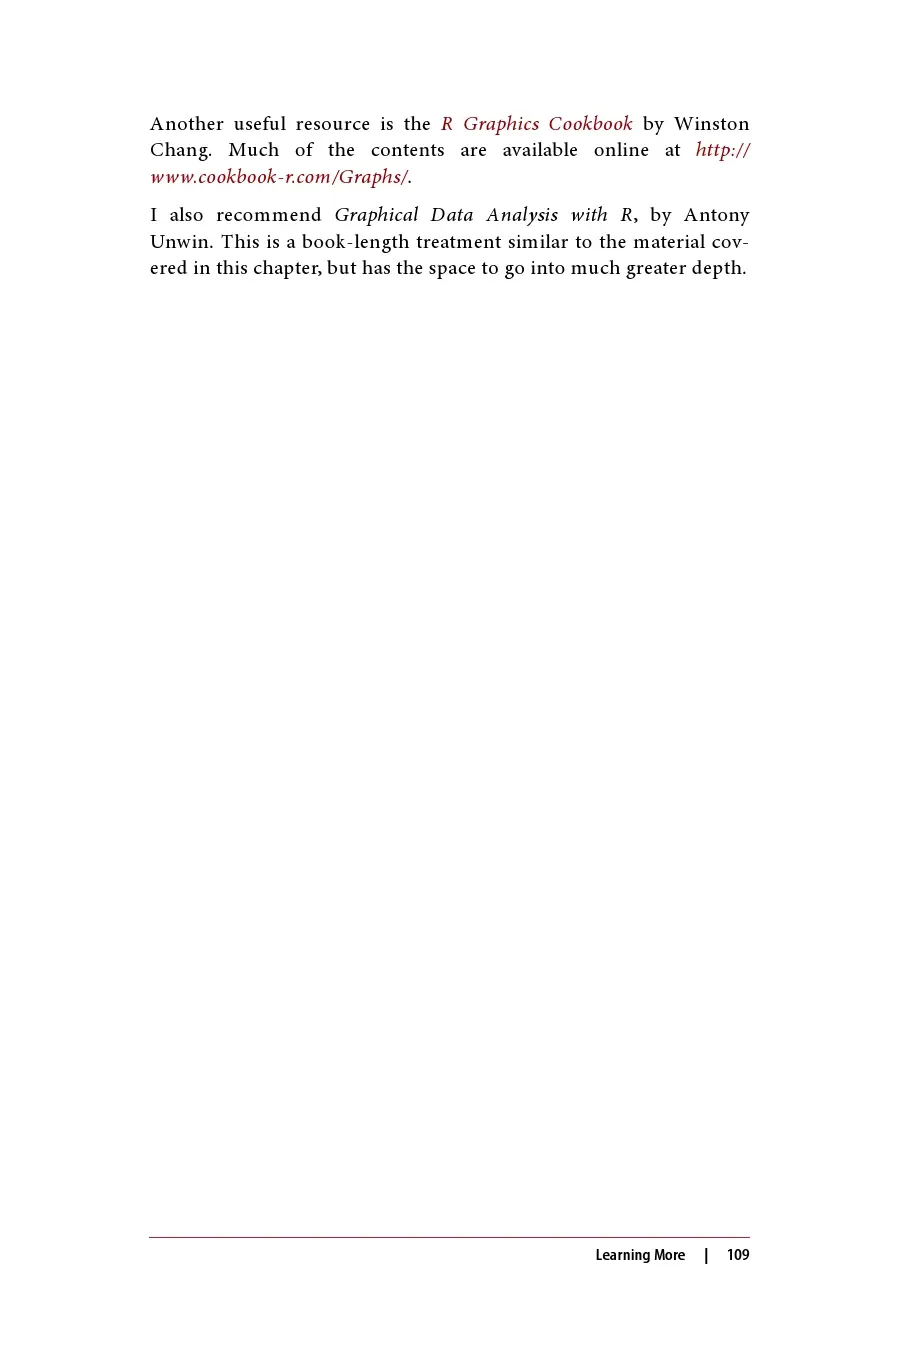 Another useful resource is the R Graphics Cookbook by Winston
Chang. Much of the contents are available online at http://
www.cookbook-r.com/Graphs/.
I also recommend Graphical Data Analysis with R, by Antony
Unwin. This is a book-length treatment similar to the material cov-
ered in this chapter, but has the space to go into much greater depth.
Learning More | 109